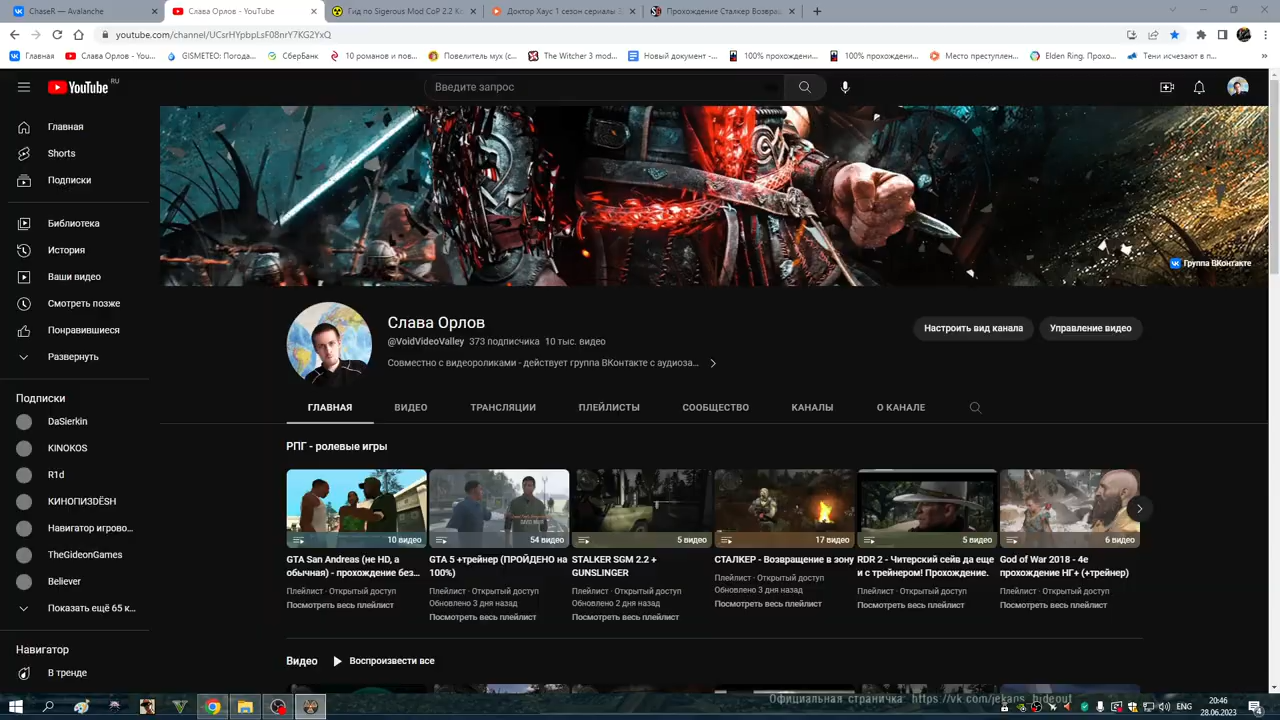 ChaseR — Avalanche
Слава Орлов - YouTube
Гид по Sigerous Mod CoP 2.2 Кл
Доктор Хаус 1 сезон сериалы З
Прохождение Сталкер Возвращ
youtube.com/channel/UCsrHYpbpLsF08nrY7KG2YxQ
Главная
Слава Орлов - You...
GISMETEO: Погода...
СберБанк
10 романов и пов...
Повелитель мух (с...
The Witcher 3 mod...
Новый документ -...
100% прохождени...
100% прохождени...
Место преступлен...
Elden Ring. Прохо...
Тени исчезают в п...
YouTube RU
Введите запрос
Главная
Shorts
Подписки
Библиотека
История
Ваши видео
Смотреть позже
Понравившиеся
Развернуть
Подписки
DaSierkin
KINOKOS
R1d
КИНОПИЗDЕSH
Навигатор игрово...
TheGideonGames
Believer
Показать ещё 65 к...
Навигатор
В тренде
Группа ВКонтакте
Слава Орлов
@VoidVideoValley 373 подписчика 10 тыс. видео
Совместно с видеороликами - действует группа ВКонтакте с аудиоза...
Настроить вид канала
Управление видео
ГЛАВНАЯ
ВИДЕО
ТРАНСЛЯЦИИ
ПЛЕЙЛИСТЫ
СООБЩЕСТВО
КАНАЛЫ
О КАНАЛЕ
РПГ - ролевые игры
10 видео
GTA San Andreas (не HD, а
обычная) - прохождение без...
Плейлист · Открытый доступ
Посмотреть весь плейлист
54 видео
GTA 5 +трейнер (ПРОЙДЕНО на
100%)
Плейлист · Открытый доступ
Обновлено 3 дня назад
Посмотреть весь плейлист
5 видео
STALKER SGM 2.2 +
GUNSLINGER
Плейлист · Открытый доступ
Обновлено 2 дня назад
Посмотреть весь плейлист
17 видео
СТАЛКЕР - Возвращение в зону
Плейлист · Открытый доступ
Обновлено 3 дня назад
Посмотреть весь плейлист
5 видео
RDR 2 - Читерский сейв да еще
и с трейнером! Прохождение.
Плейлист · Открытый доступ
Посмотреть весь плейлист
6 видео
God of War 2018 - 4е
прохождение НГ+ (+трейнер)
Плейлист · Открытый доступ
Посмотреть весь плейлист
Видео
Воспроизвести все
Официальная страничка: https://vk.com/jekans_hideout
ENG
20:46
28.06.2023